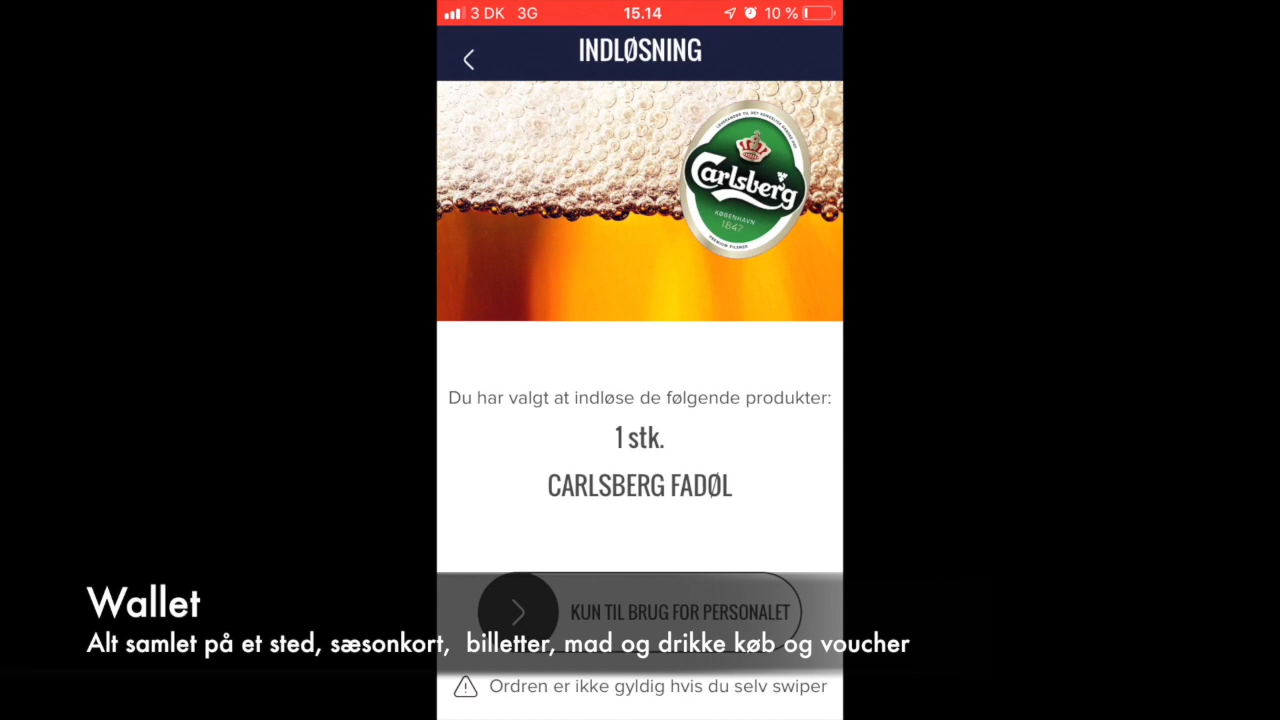 3 DK 3G 15.14 10 %
INDLØSNING
Carlsberg
KØBENHAVN
1847
PREMIUM PILSNER
Du har valgt at indløse de følgende produkter:
1 stk.
CARLSBERG FADØL
KUN TIL BRUG FOR PERSONALET
Wallet
Alt samlet på et sted, sæsonkort, billetter, mad og drikke køb og voucher
Ordren er ikke gyldig hvis du selv swiper